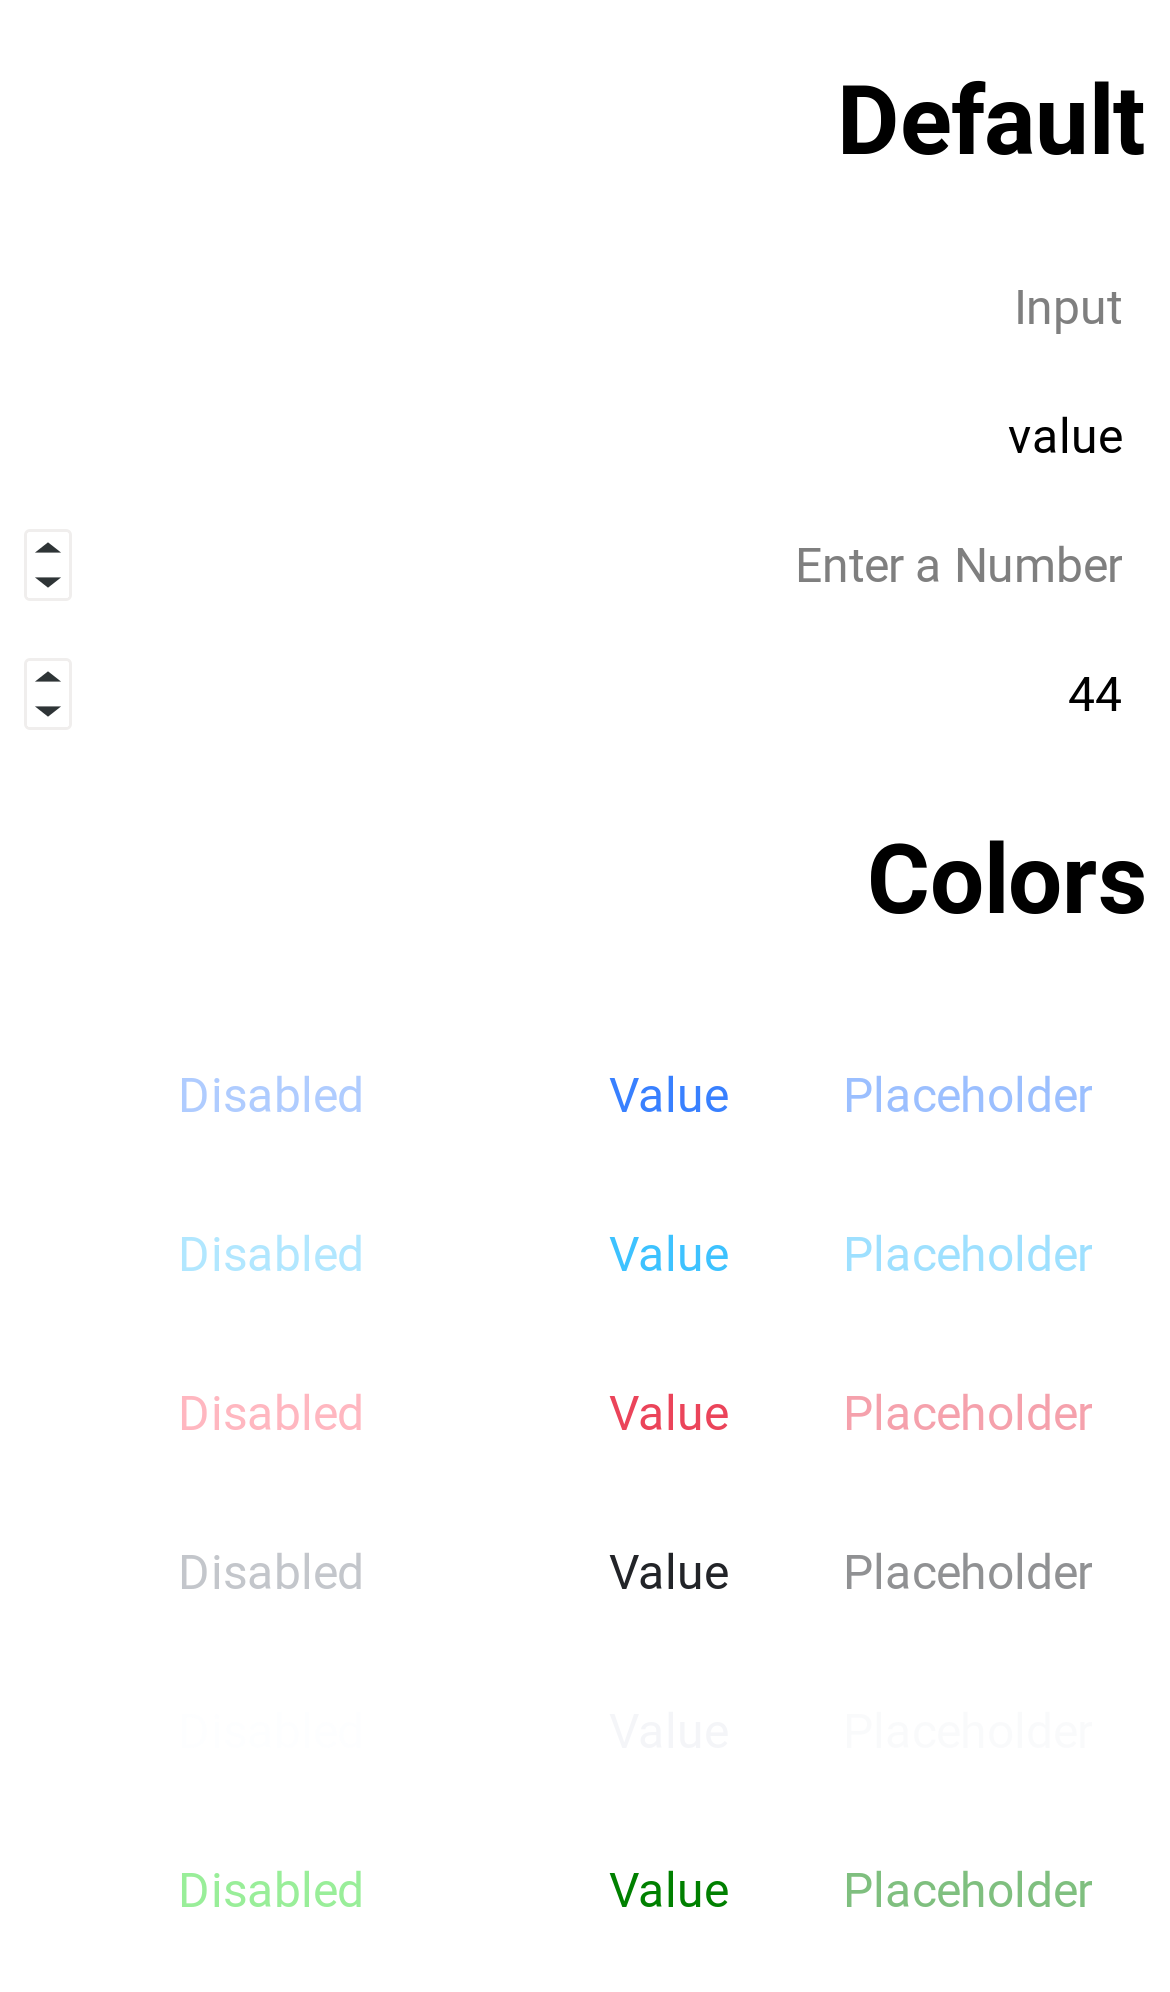 Default
Input
value
Enter a Number
44
Colors
Disabled Value Placeholder
Disabled Value Placeholder
Disabled Value Placeholder
Disabled Value Placeholder
Disabled Value Placeholder
Disabled Value Placeholder